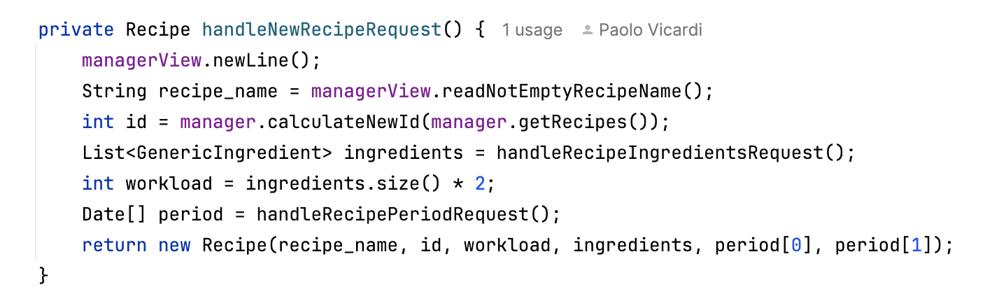 private Recipe handleNewRecipeRequest() { 1 usage Paolo Vicardi
managerView.newLine();
String recipe_name = managerView.readNotEmptyRecipeName();
int id = manager.calculateNewId(manager.getRecipes());
List<GenericIngredient> ingredients = handleRecipeIngredientsRequest();
int workload = ingredients.size() * 2;
Date[] period = handleRecipePeriodRequest();
return new Recipe(recipe_name, id, workload, ingredients, period[0], period[1]);
}